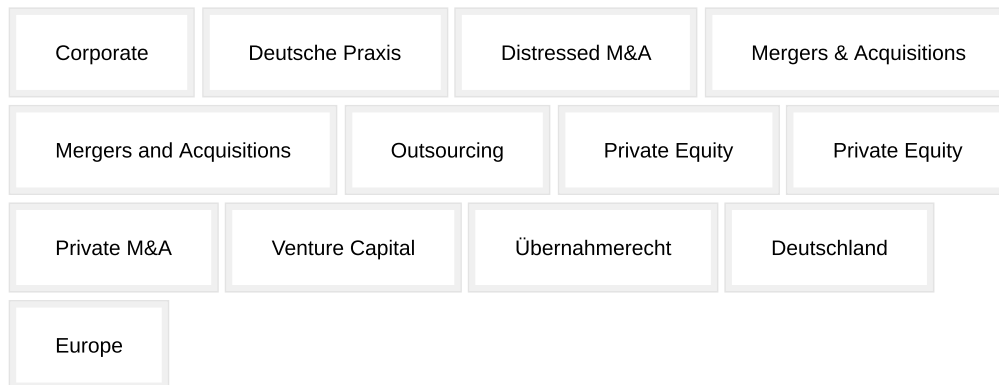 Corporate Deutsche Praxis Distressed M&A Mergers & Acquisitions
Mergers and Acquisitions Outsourcing Private Equity Private Equity
Private M&A Venture Capital Übernahmerecht Deutschland
Europe